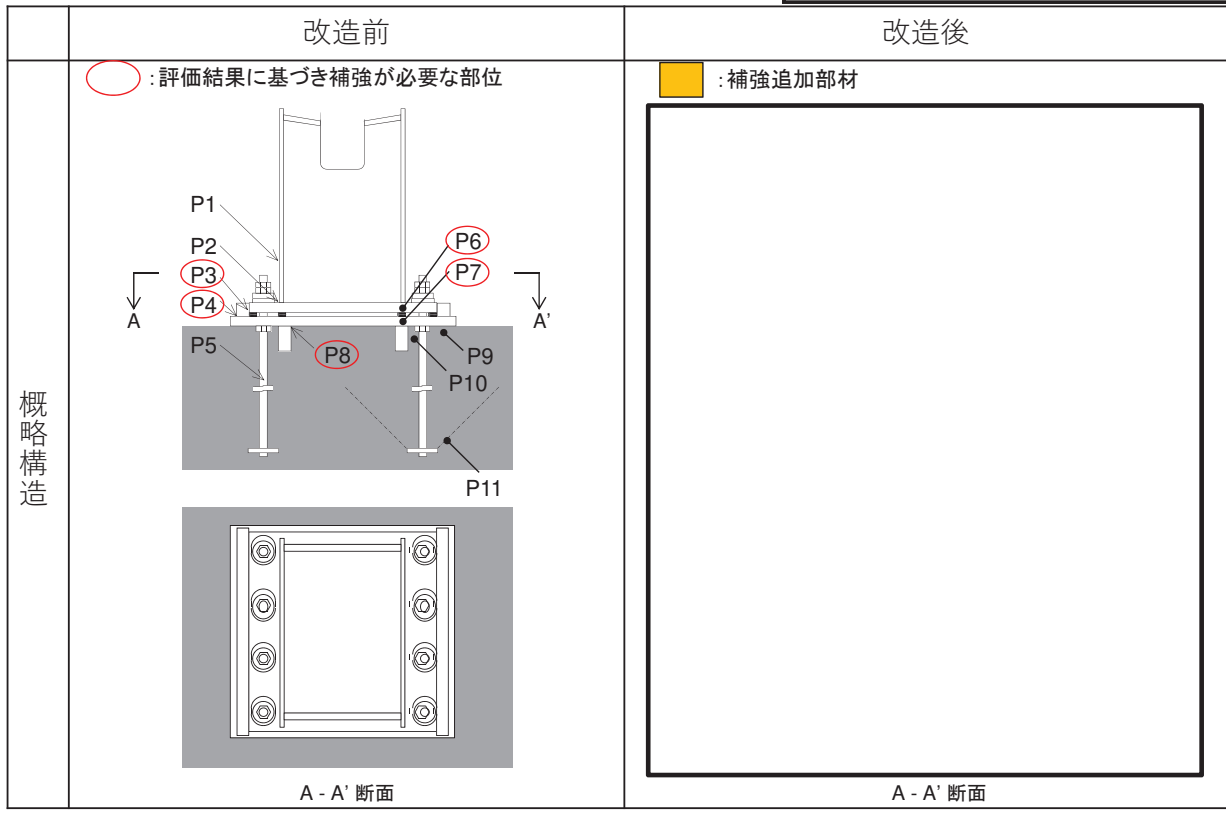 改造前
改造後
概略構造
:評価結果に基づき補強が必要な部位
P1
P2
P3
P4
P5
P6
P7
P8
P9
P10
P11
A
A'
A - A' 断面
:補強追加部材
A - A' 断面